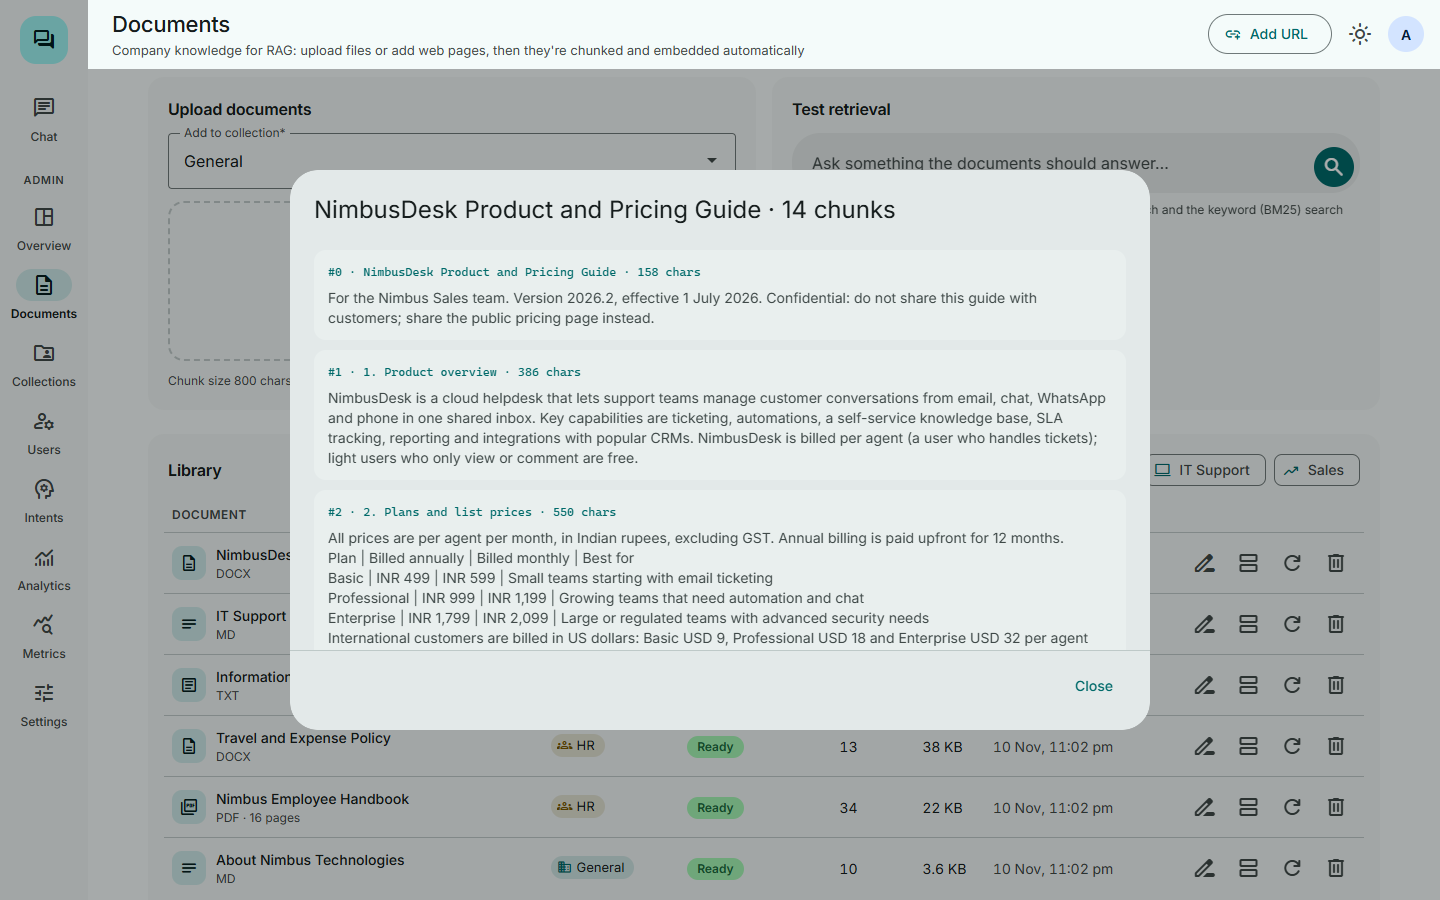 Documents
Company knowledge for RAG: upload files or add web pages, then they're chunked and embedded automatically
Add URL
A
Chat
ADMIN
Overview
Documents
Collections
Users
Intents
Analytics
Metrics
Settings
Upload documents
Add to collection*
General
Chunk size 800 chars
Test retrieval
Ask something the documents should answer...
h and the keyword (BM25) search
NimbusDesk Product and Pricing Guide · 14 chunks
#0 · NimbusDesk Product and Pricing Guide · 158 chars
For the Nimbus Sales team. Version 2026.2, effective 1 July 2026. Confidential: do not share this guide with
customers; share the public pricing page instead.
#1 · 1. Product overview · 386 chars
NimbusDesk is a cloud helpdesk that lets support teams manage customer conversations from email, chat, WhatsApp
and phone in one shared inbox. Key capabilities are ticketing, automations, a self-service knowledge base, SLA
tracking, reporting and integrations with popular CRMs. NimbusDesk is billed per agent (a user who handles tickets);
light users who only view or comment are free.
#2 · 2. Plans and list prices · 550 chars
All prices are per agent per month, in Indian rupees, excluding GST. Annual billing is paid upfront for 12 months.
Plan | Billed annually | Billed monthly | Best for
Basic | INR 499 | INR 599 | Small teams starting with email ticketing
Professional | INR 999 | INR 1,199 | Growing teams that need automation and chat
Enterprise | INR 1,799 | INR 2,099 | Large or regulated teams with advanced security needs
International customers are billed in US dollars: Basic USD 9, Professional USD 18 and Enterprise USD 32 per agent
Close
Library
IT Support
Sales
DOCUMENT
NimbusDes
DOCX
IT Support
MD
Information
TXT
Travel and Expense Policy
DOCX
HR
Ready
13
38 KB
10 Nov, 11:02 pm
Nimbus Employee Handbook
PDF · 16 pages
HR
Ready
34
22 KB
10 Nov, 11:02 pm
About Nimbus Technologies
MD
General
Ready
10
3.6 KB
10 Nov, 11:02 pm